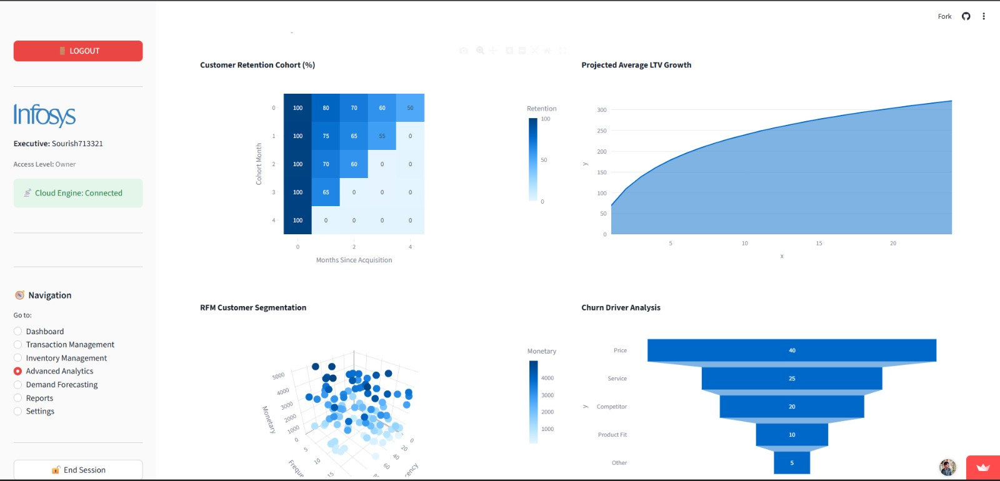 Fork
LOGOUT
Infosys
Executive: Sourish713321
Access Level: Owner
Cloud Engine: Connected
Navigation
Go to:
Dashboard
Transaction Management
Inventory Management
Advanced Analytics
Demand Forecasting
Reports
Settings
End Session
Customer Retention Cohort (%)
Cohort Month
0 100 80 70 60 50
1 100 75 65 55 0
2 100 70 60 0 0
3 100 65 0 0 0
4 100 0 0 0 0
0 2 4
Months Since Acquisition
Retention
100
50
0
Projected Average LTV Growth
y
300
250
200
150
100
50
0
5 10 15 20
x
RFM Customer Segmentation
Monetary
5000
4000
3000
2000
1000
0
5
10
15
0
20
40
60
Monetary
4000
3000
2000
1000
Churn Driver Analysis
y
Price 40
Service 25
Competitor 20
Product Fit 10
Other 5